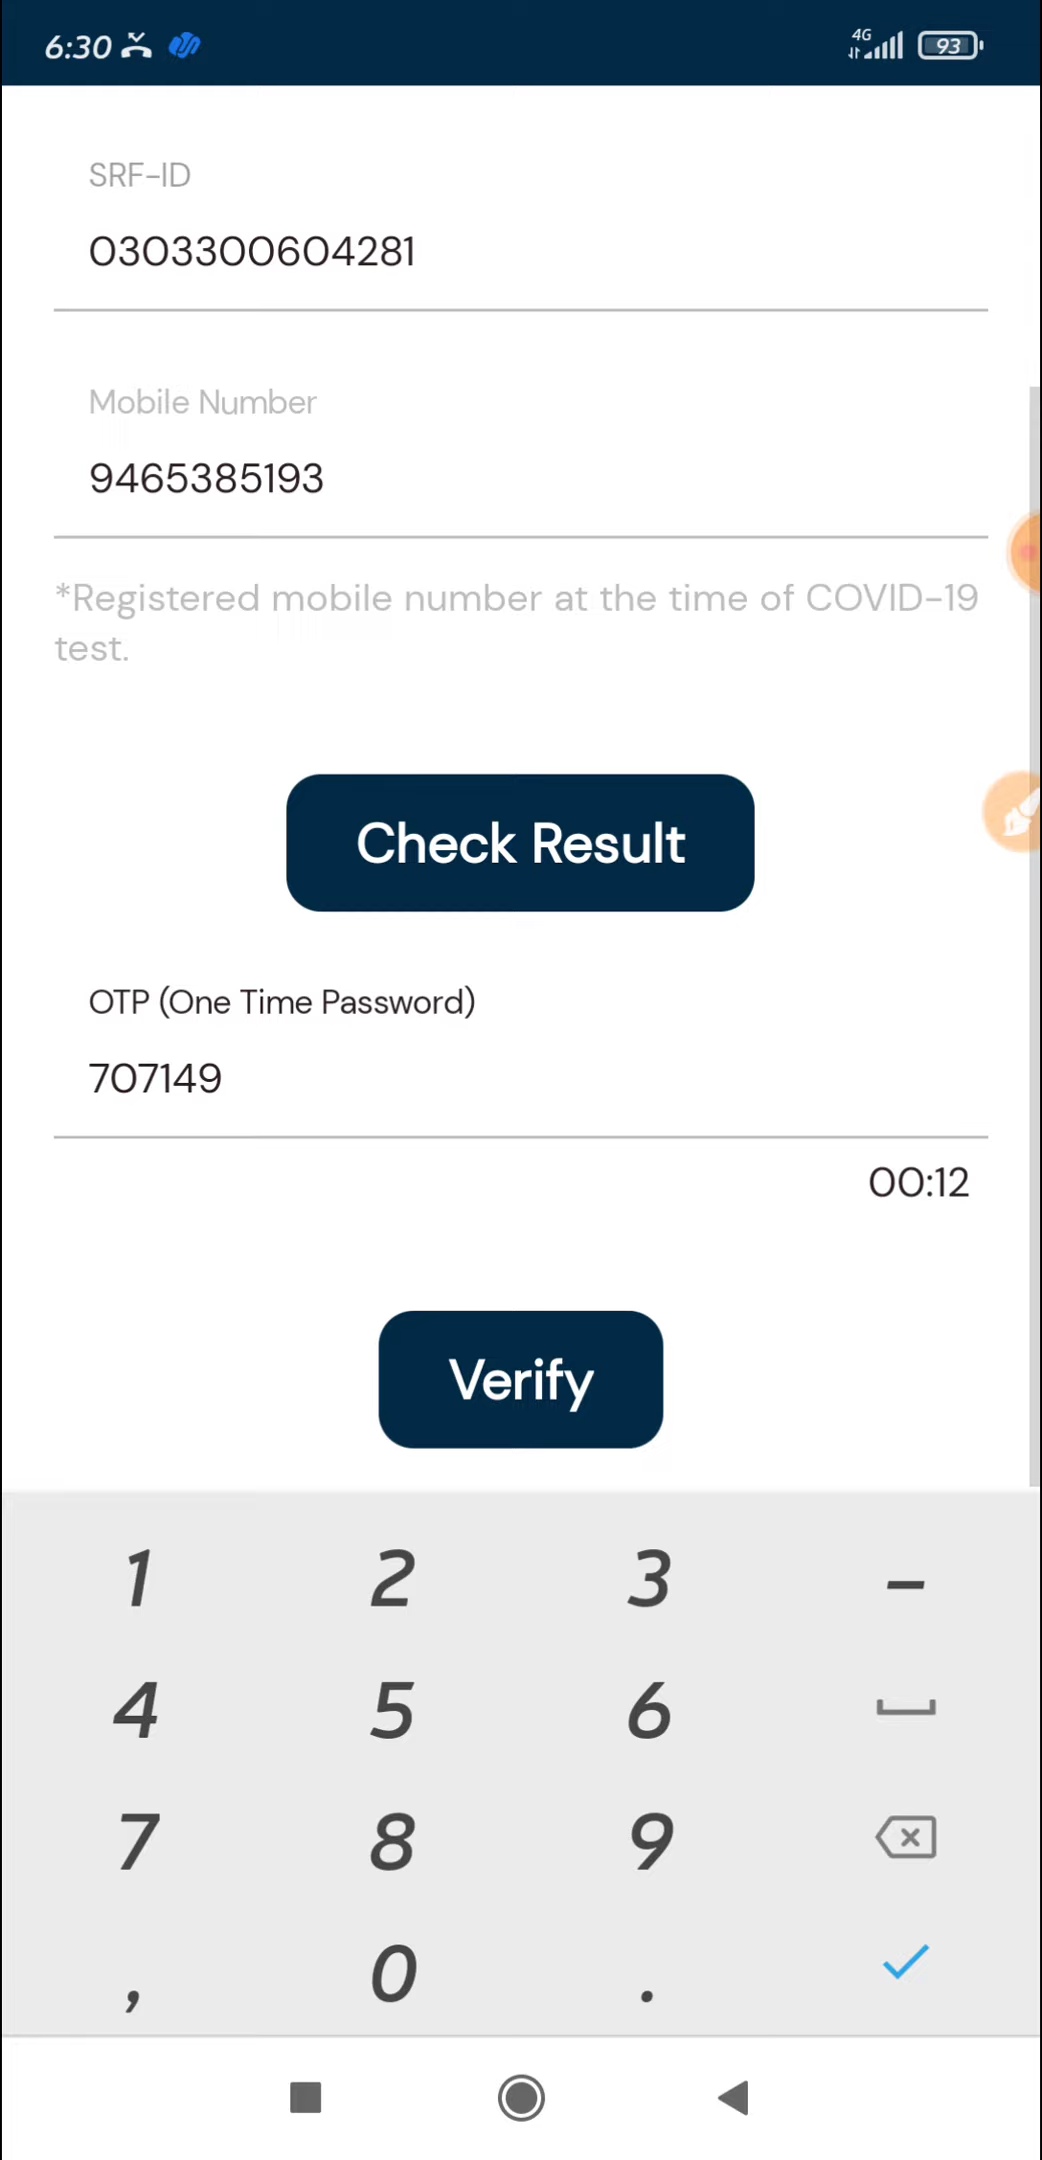 6:30
4G
93
SRF-ID
0303300604281
Mobile Number
9465385193
*Registered mobile number at the time of COVID-19
test.
Check Result
OTP (One Time Password)
707149
00:12
Verify
1 2 3 -
4 5 6
7 8 9
, 0 .